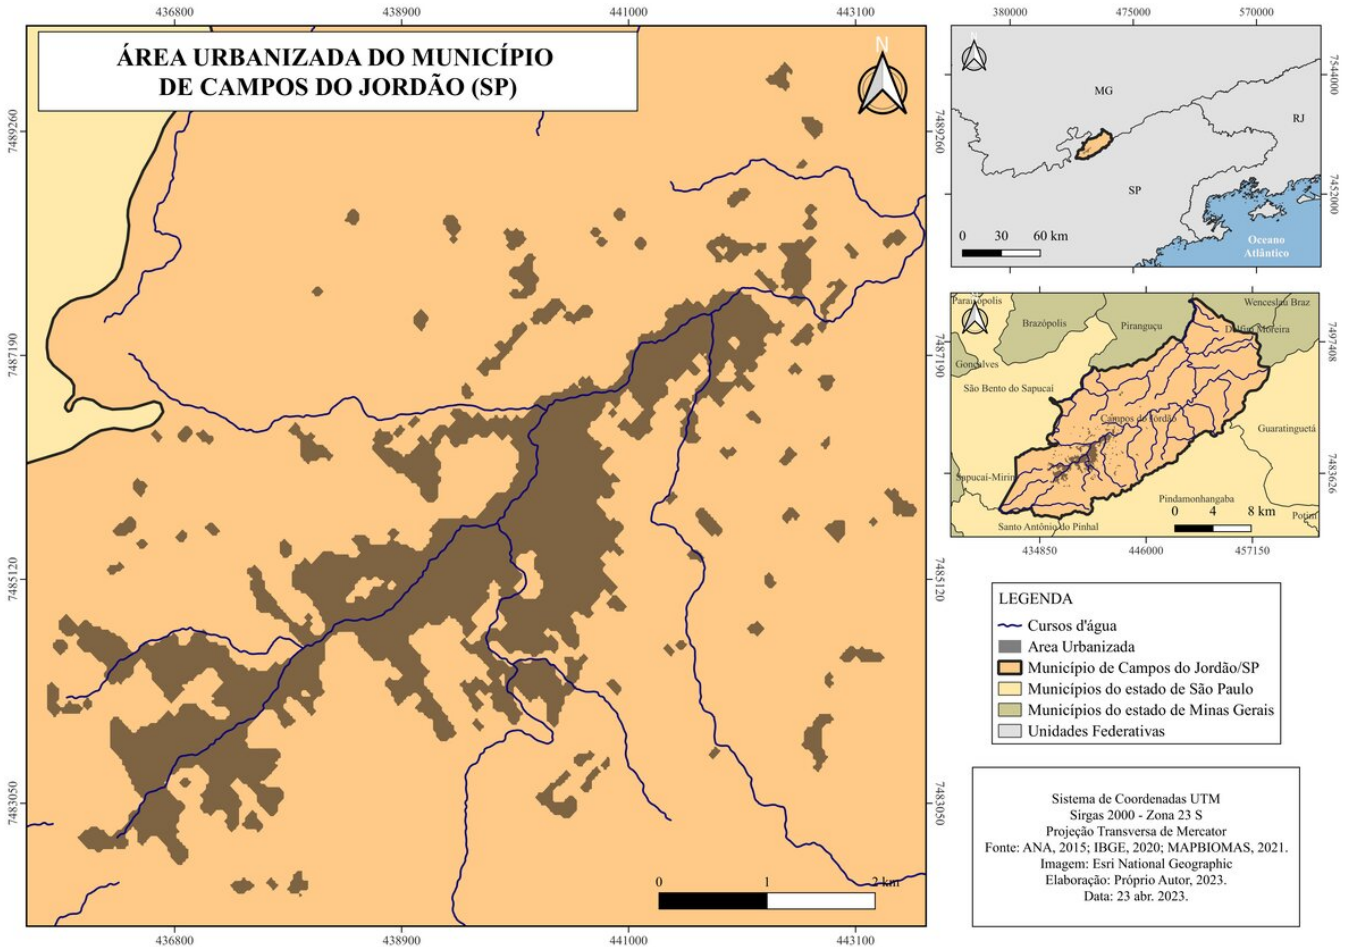 ÁREA URBANIZADA DO MUNICÍPIO
DE CAMPOS DO JORDÃO (SP)
436800
438900
441000
443100
N
7489260
7489260
7487190
7487190
7485120
7485120
7483050
7483050
0 1 2 km
436800
438900
441000
443100
380000
475000
570000
MG
RJ
SP
7544000
7452000
0 30 60 km
Oceano
Atlântico
Paraisópolis
Wenceslau Braz
Brazópolis
Piranguçu
Delfim Moreira
Gonçalves
São Bento do Sapucaí
Campos do Jordão
Guaratinguetá
Sapucaí-Mirim
Pindamonhangaba
Potim
Santo Antônio do Pinhal
0 4 8 km
7497408
7483626
434850
446000
457150
LEGENDA
Cursos d'água
Area Urbanizada
Município de Campos do Jordão/SP
Municípios do estado de São Paulo
Municípios do estado de Minas Gerais
Unidades Federativas
Sistema de Coordenadas UTM
Sirgas 2000 - Zona 23 S
Projeção Transversa de Mercator
Fonte: ANA, 2015; IBGE, 2020; MAPBIOMAS, 2021.
Imagem: Esri National Geographic
Elaboração: Próprio Autor, 2023.
Data: 23 abr. 2023.